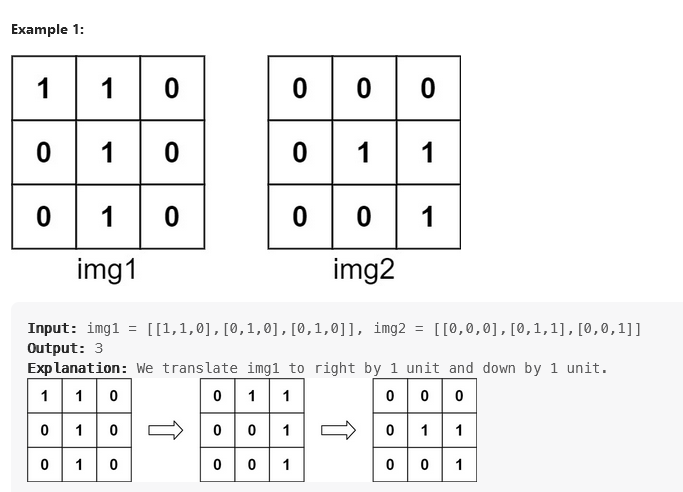 Example 1:
1 1 0 0 0 0
0 1 0 0 1 1
0 1 0 0 0 1
img1 img2
Input: img1 = [[1,1,0],[0,1,0],[0,1,0]], img2 = [[0,0,0],[0,1,1],[0,0,1]]
Output: 3
Explanation: We translate img1 to right by 1 unit and down by 1 unit.
1 1 0 0 1 1 0 0 0
0 1 0 0 0 1 0 1 1
0 1 0 0 0 1 0 0 1